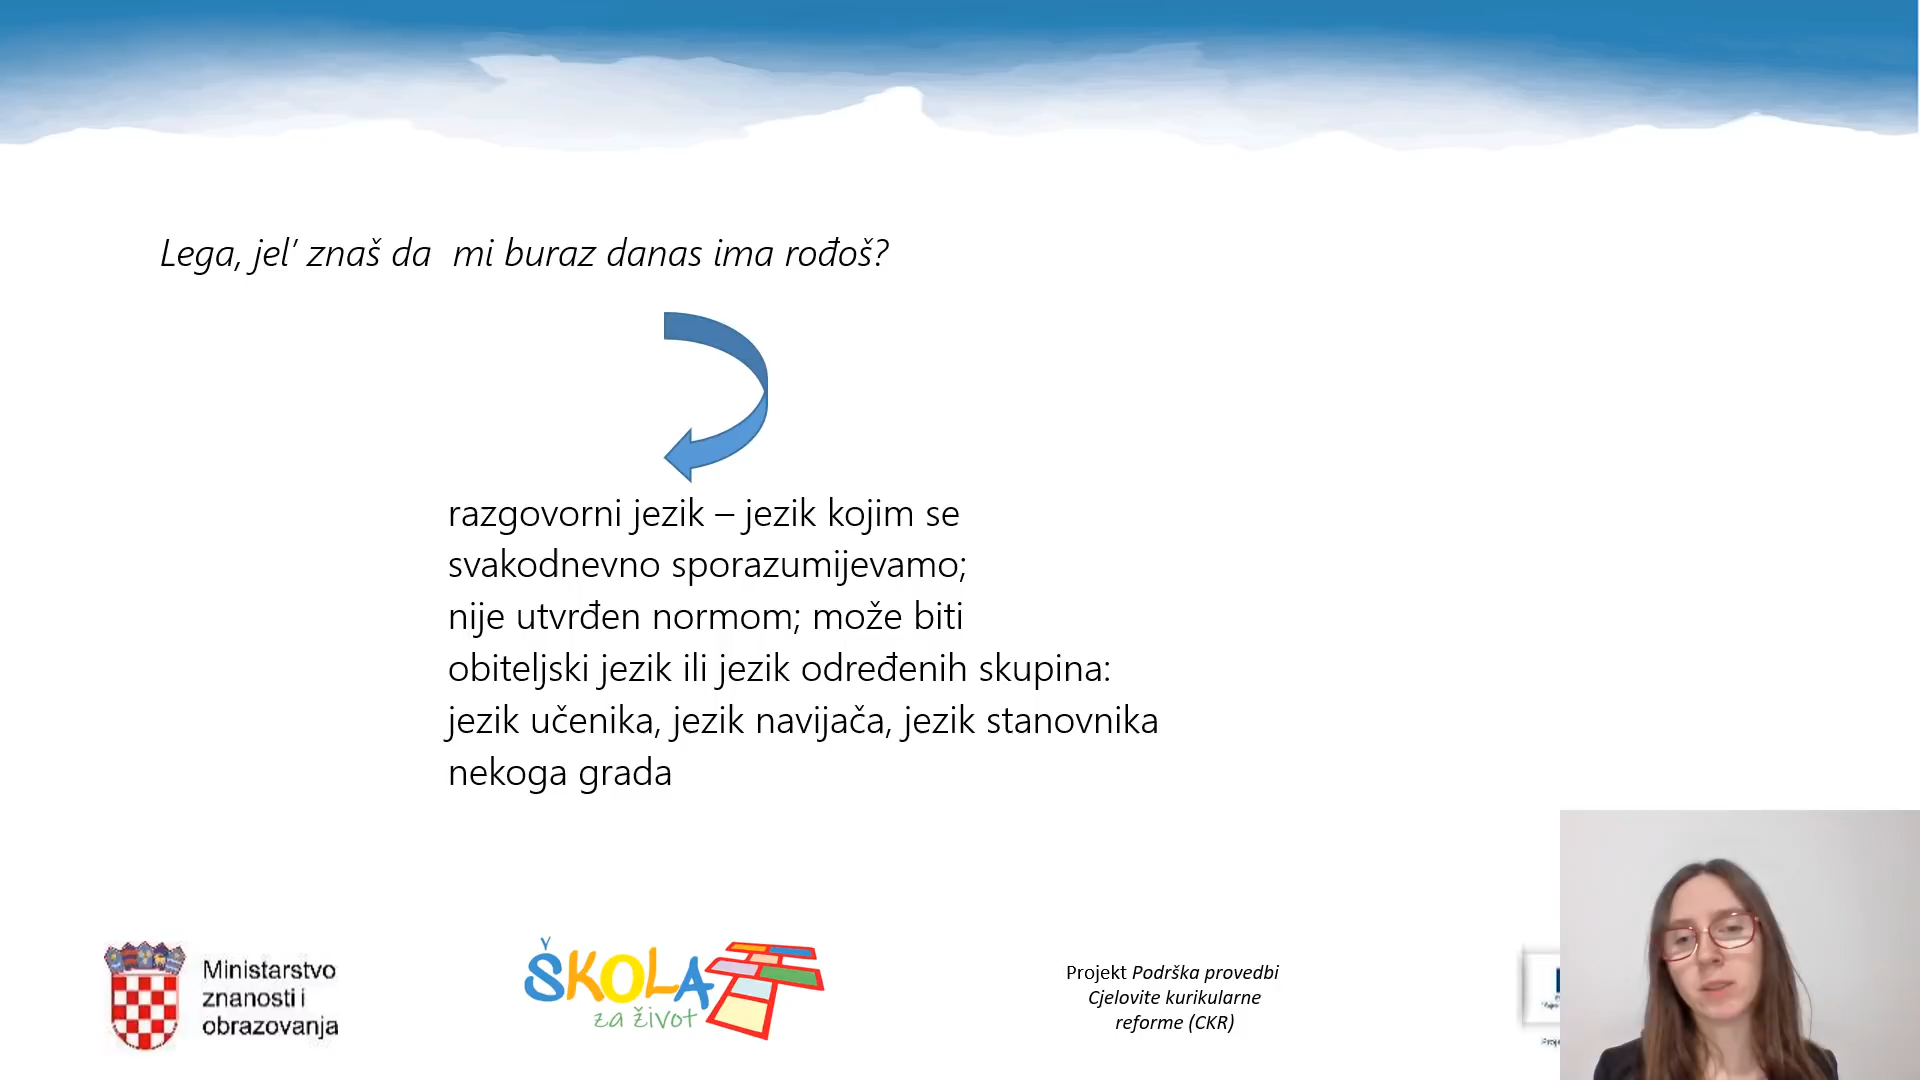 Lega, jel' znaš da  mi buraz danas ima rođoš?
razgovorni jezik – jezik kojim se
svakodnevno sporazumijevamo;
nije utvrđen normom; može biti
obiteljski jezik ili jezik određenih skupina:
jezik učenika, jezik navijača, jezik stanovnika
nekoga grada
Ministarstvo
znanosti i
obrazovanja
ŠKOLA
za život
Projekt Podrška provedbi
Cjelovite kurikularne
reforme (CKR)